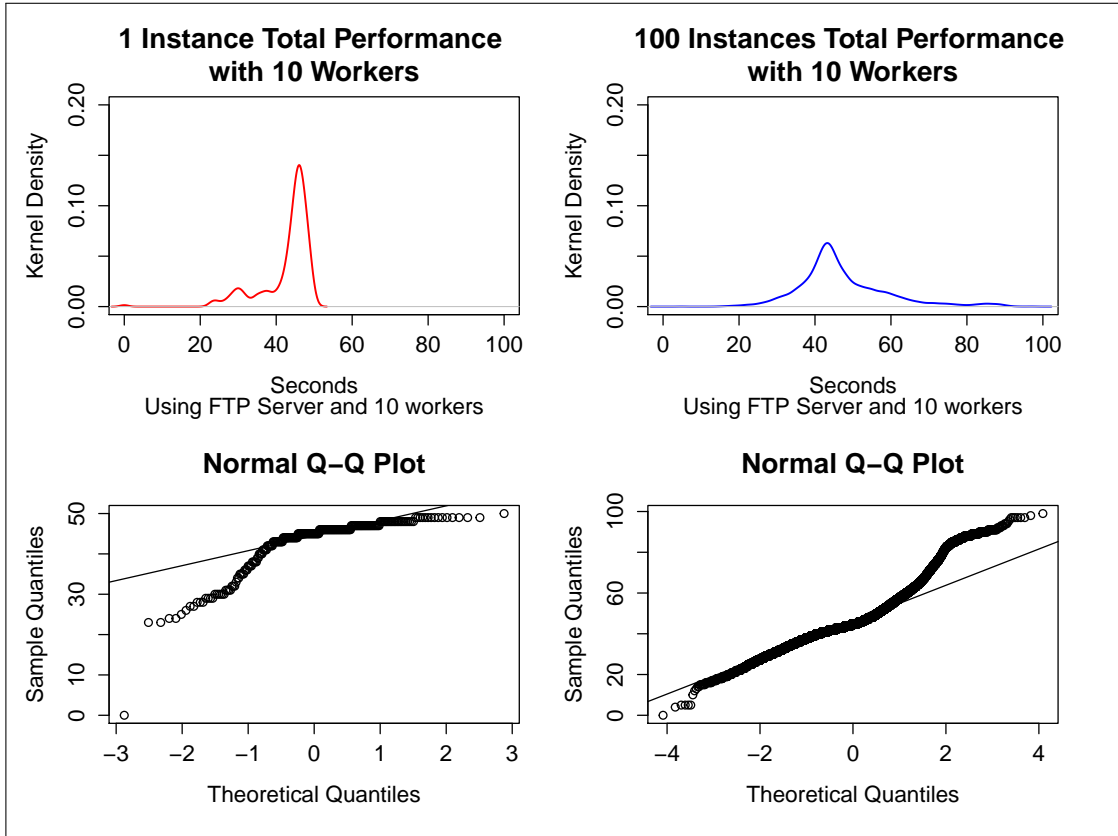 1 Instance Total Performance
with 10 Workers
Kernel Density
0.00
0.10
0.20
0 20 40 60 80 100
Seconds
Using FTP Server and 10 workers
100 Instances Total Performance
with 10 Workers
Kernel Density
0.00
0.10
0.20
0 20 40 60 80 100
Seconds
Using FTP Server and 10 workers
Normal Q−Q Plot
Sample Quantiles
0
10
30
50
−3 −2 −1 0 1 2 3
Theoretical Quantiles
Normal Q−Q Plot
Sample Quantiles
0
20
60
100
−4 −2 0 2 4
Theoretical Quantiles